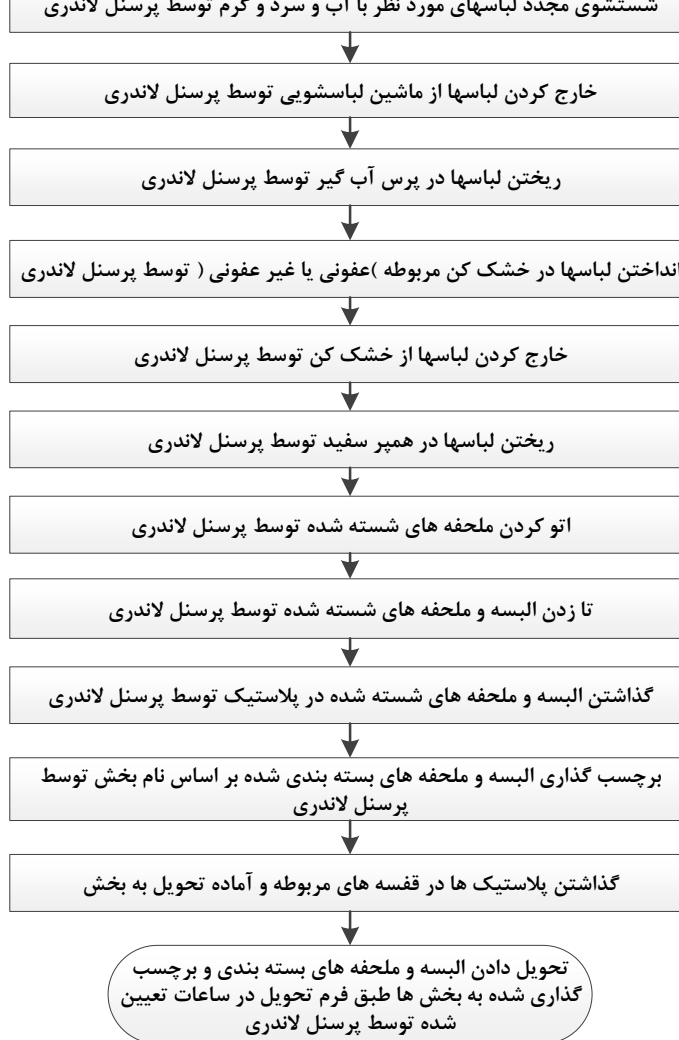 شستشوی مجدد لباسهای مورد نظر با آب و سرد و گرم توسط پرسنل لاندری
خارج کردن لباسها از ماشین لباسشویی توسط پرسنل لاندری
ریختن لباسها در پرس آب گیر توسط پرسنل لاندری
انداختن لباسها در خشک کن مربوطه )عفونی یا غیر عفونی ( توسط پرسنل لاندری
خارج کردن لباسها از خشک کن توسط پرسنل لاندری
ریختن لباسها در همپر سفید توسط پرسنل لاندری
اتو کردن ملحفه های شسته شده توسط پرسنل لاندری
تا زدن البسه و ملحفه های شسته شده توسط پرسنل لاندری
گذاشتن البسه و ملحفه های شسته شده در پلاستیک توسط پرسنل لاندری
برچسب گذاری البسه و ملحفه های بسته بندی شده بر اساس نام بخش توسط
پرسنل لاندری
گذاشتن پلاستیک ها در قفسه های مربوطه و آماده تحویل به بخش
تحویل دادن البسه و ملحفه های بسته بندی و برچسب
گذاری شده به بخش ها طبق فرم تحویل در ساعات تعیین
شده توسط پرسنل لاندری